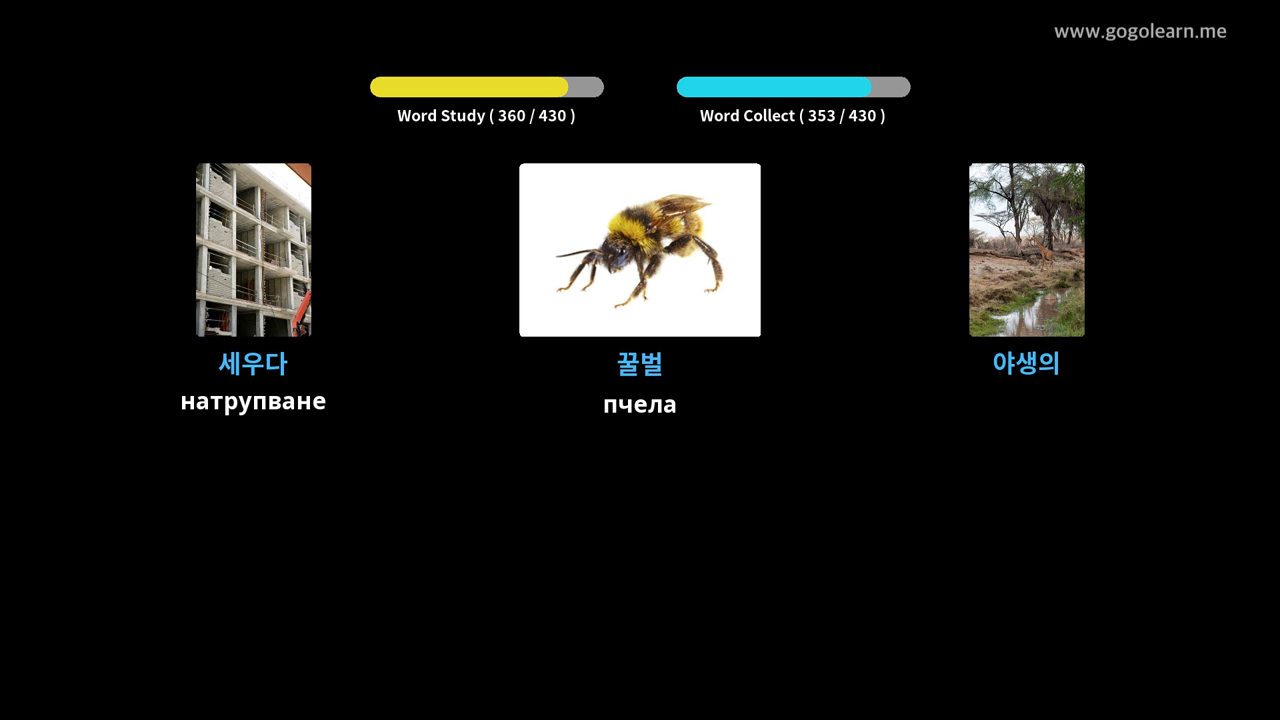 www.gogolearn.me
Word Study ( 360 / 430 )
Word Collect ( 353 / 430 )
세우다
натрупване
꿀벌
пчела
야생의